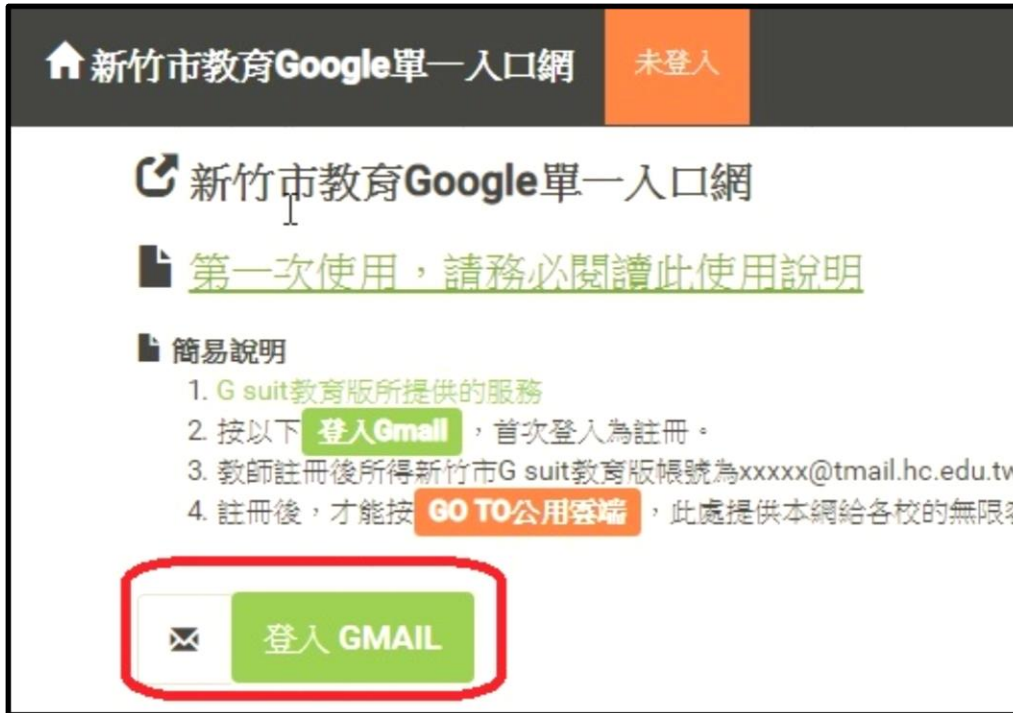 新竹市教育Google單一入口網 未登入
新竹市教育Google單一入口網
第一次使用，請務必閱讀此使用說明
簡易說明
1. G suit教育版所提供的服務
2. 按以下 登入Gmail ，首次登入為註冊。
3. 教師註冊後所得新竹市G suit教育版帳號為xxxxx@tmail.hc.edu.tw
4. 註冊後，才能按 GO TO公用雲端 ，此處提供本網給各校的無限
登入 GMAIL